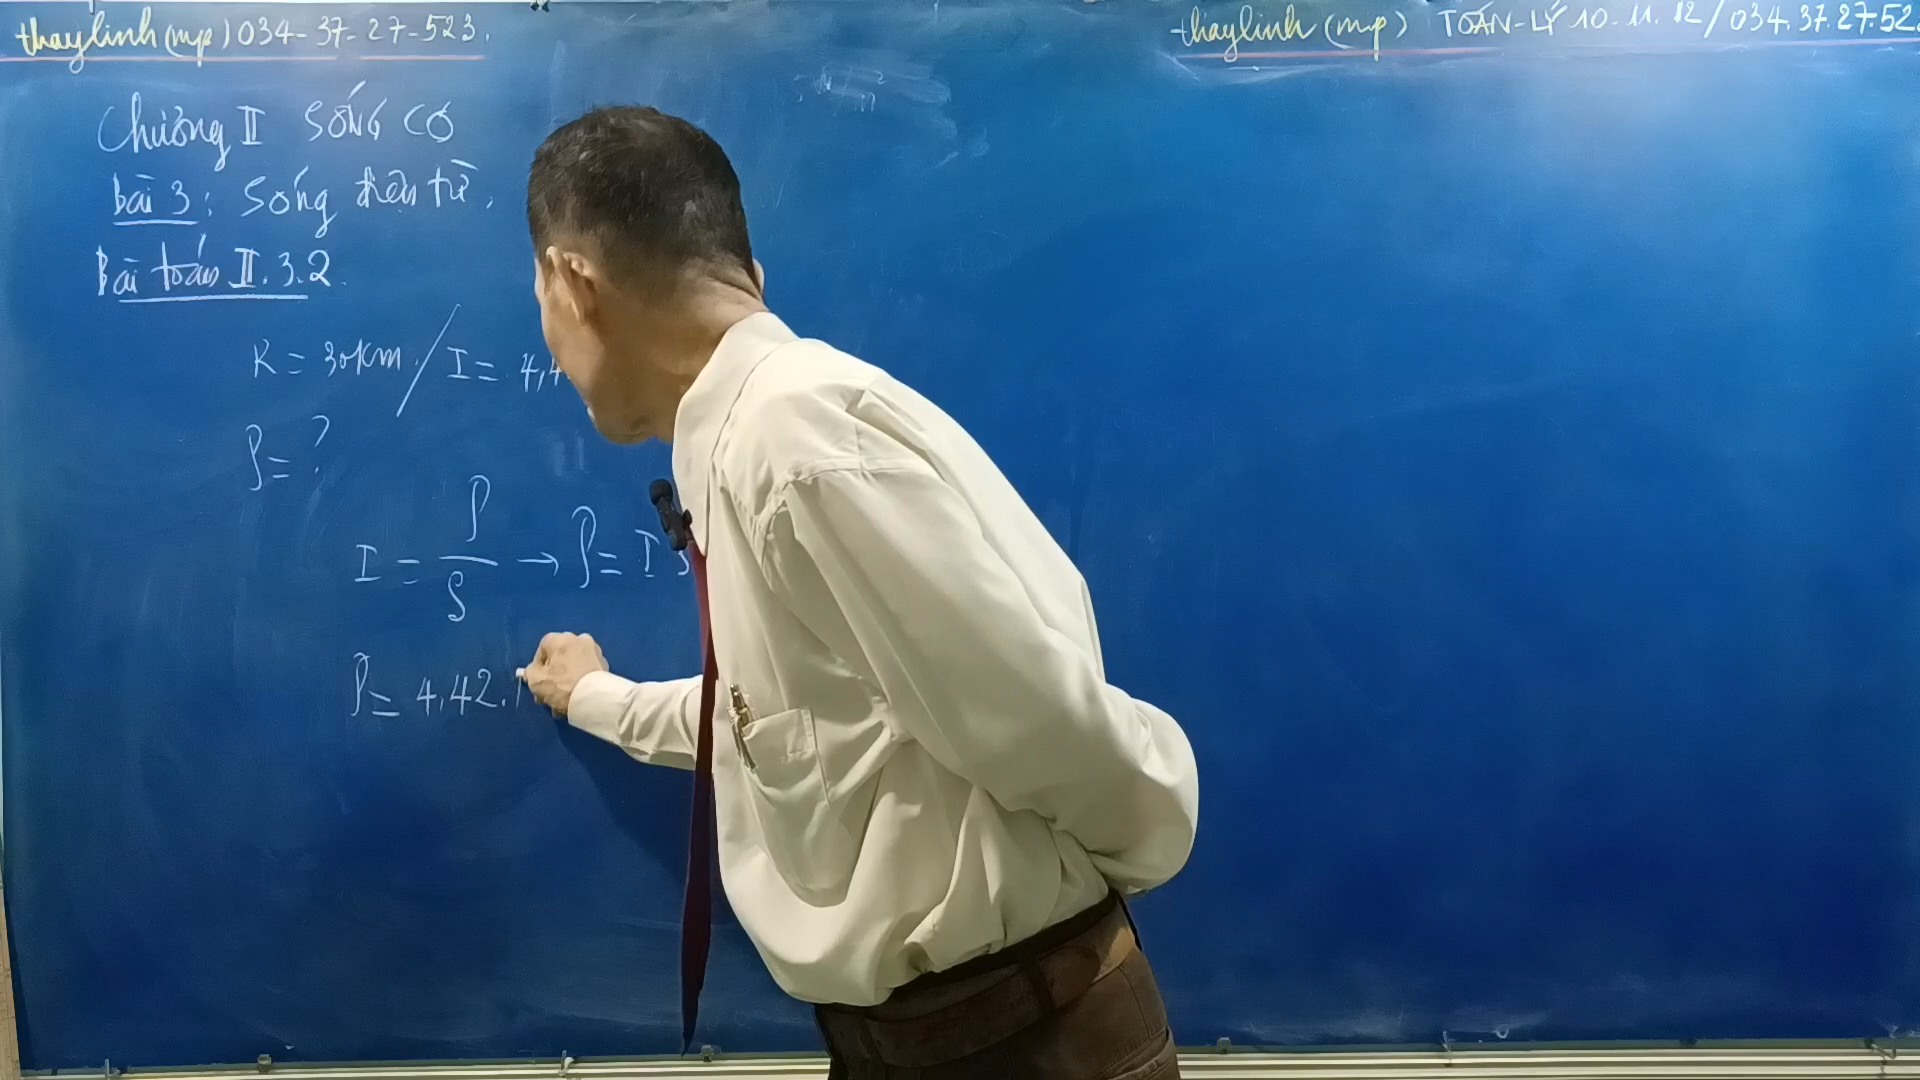 thaylinh (mp) 034-37-27-523.
thaylinh (mp) TOÁN-LÝ 10.11.12 / 034.37.27.52
Chương II SÓNG CƠ
Bài 3: Sóng điện từ.
Bài toán II.3.2.
R = 30km. / I = 4,4
P = ?
I = P/S → P = I S
P = 4,42.1